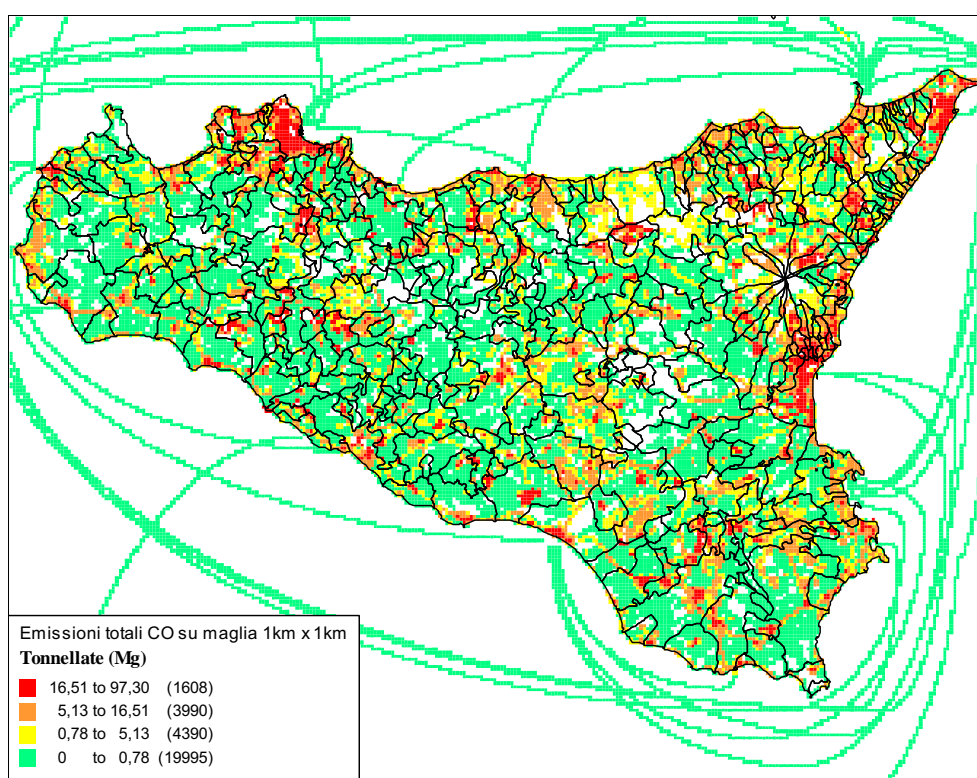 Emissioni totali CO su maglia 1km x 1km
Tonnellate (Mg)
16,51 to 97,30 (1608)
5,13 to 16,51 (3990)
0,78 to 5,13 (4390)
0 to 0,78 (19995)